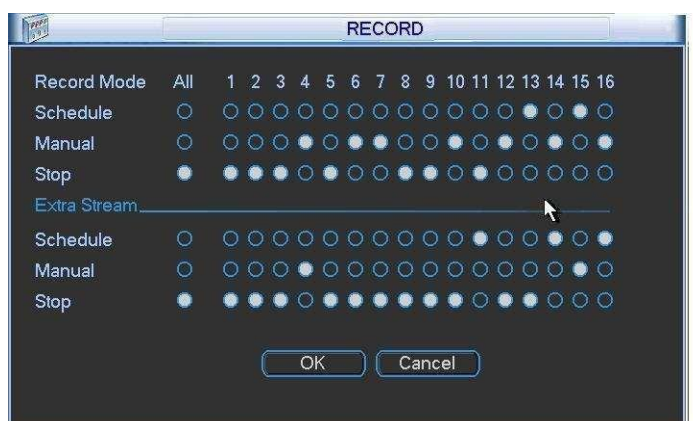 RECORD
Record Mode All 1 2 3 4 5 6 7 8 9 10 11 12 13 14 15 16
Schedule
Manual
Stop
Extra Stream
Schedule
Manual
Stop
OK Cancel